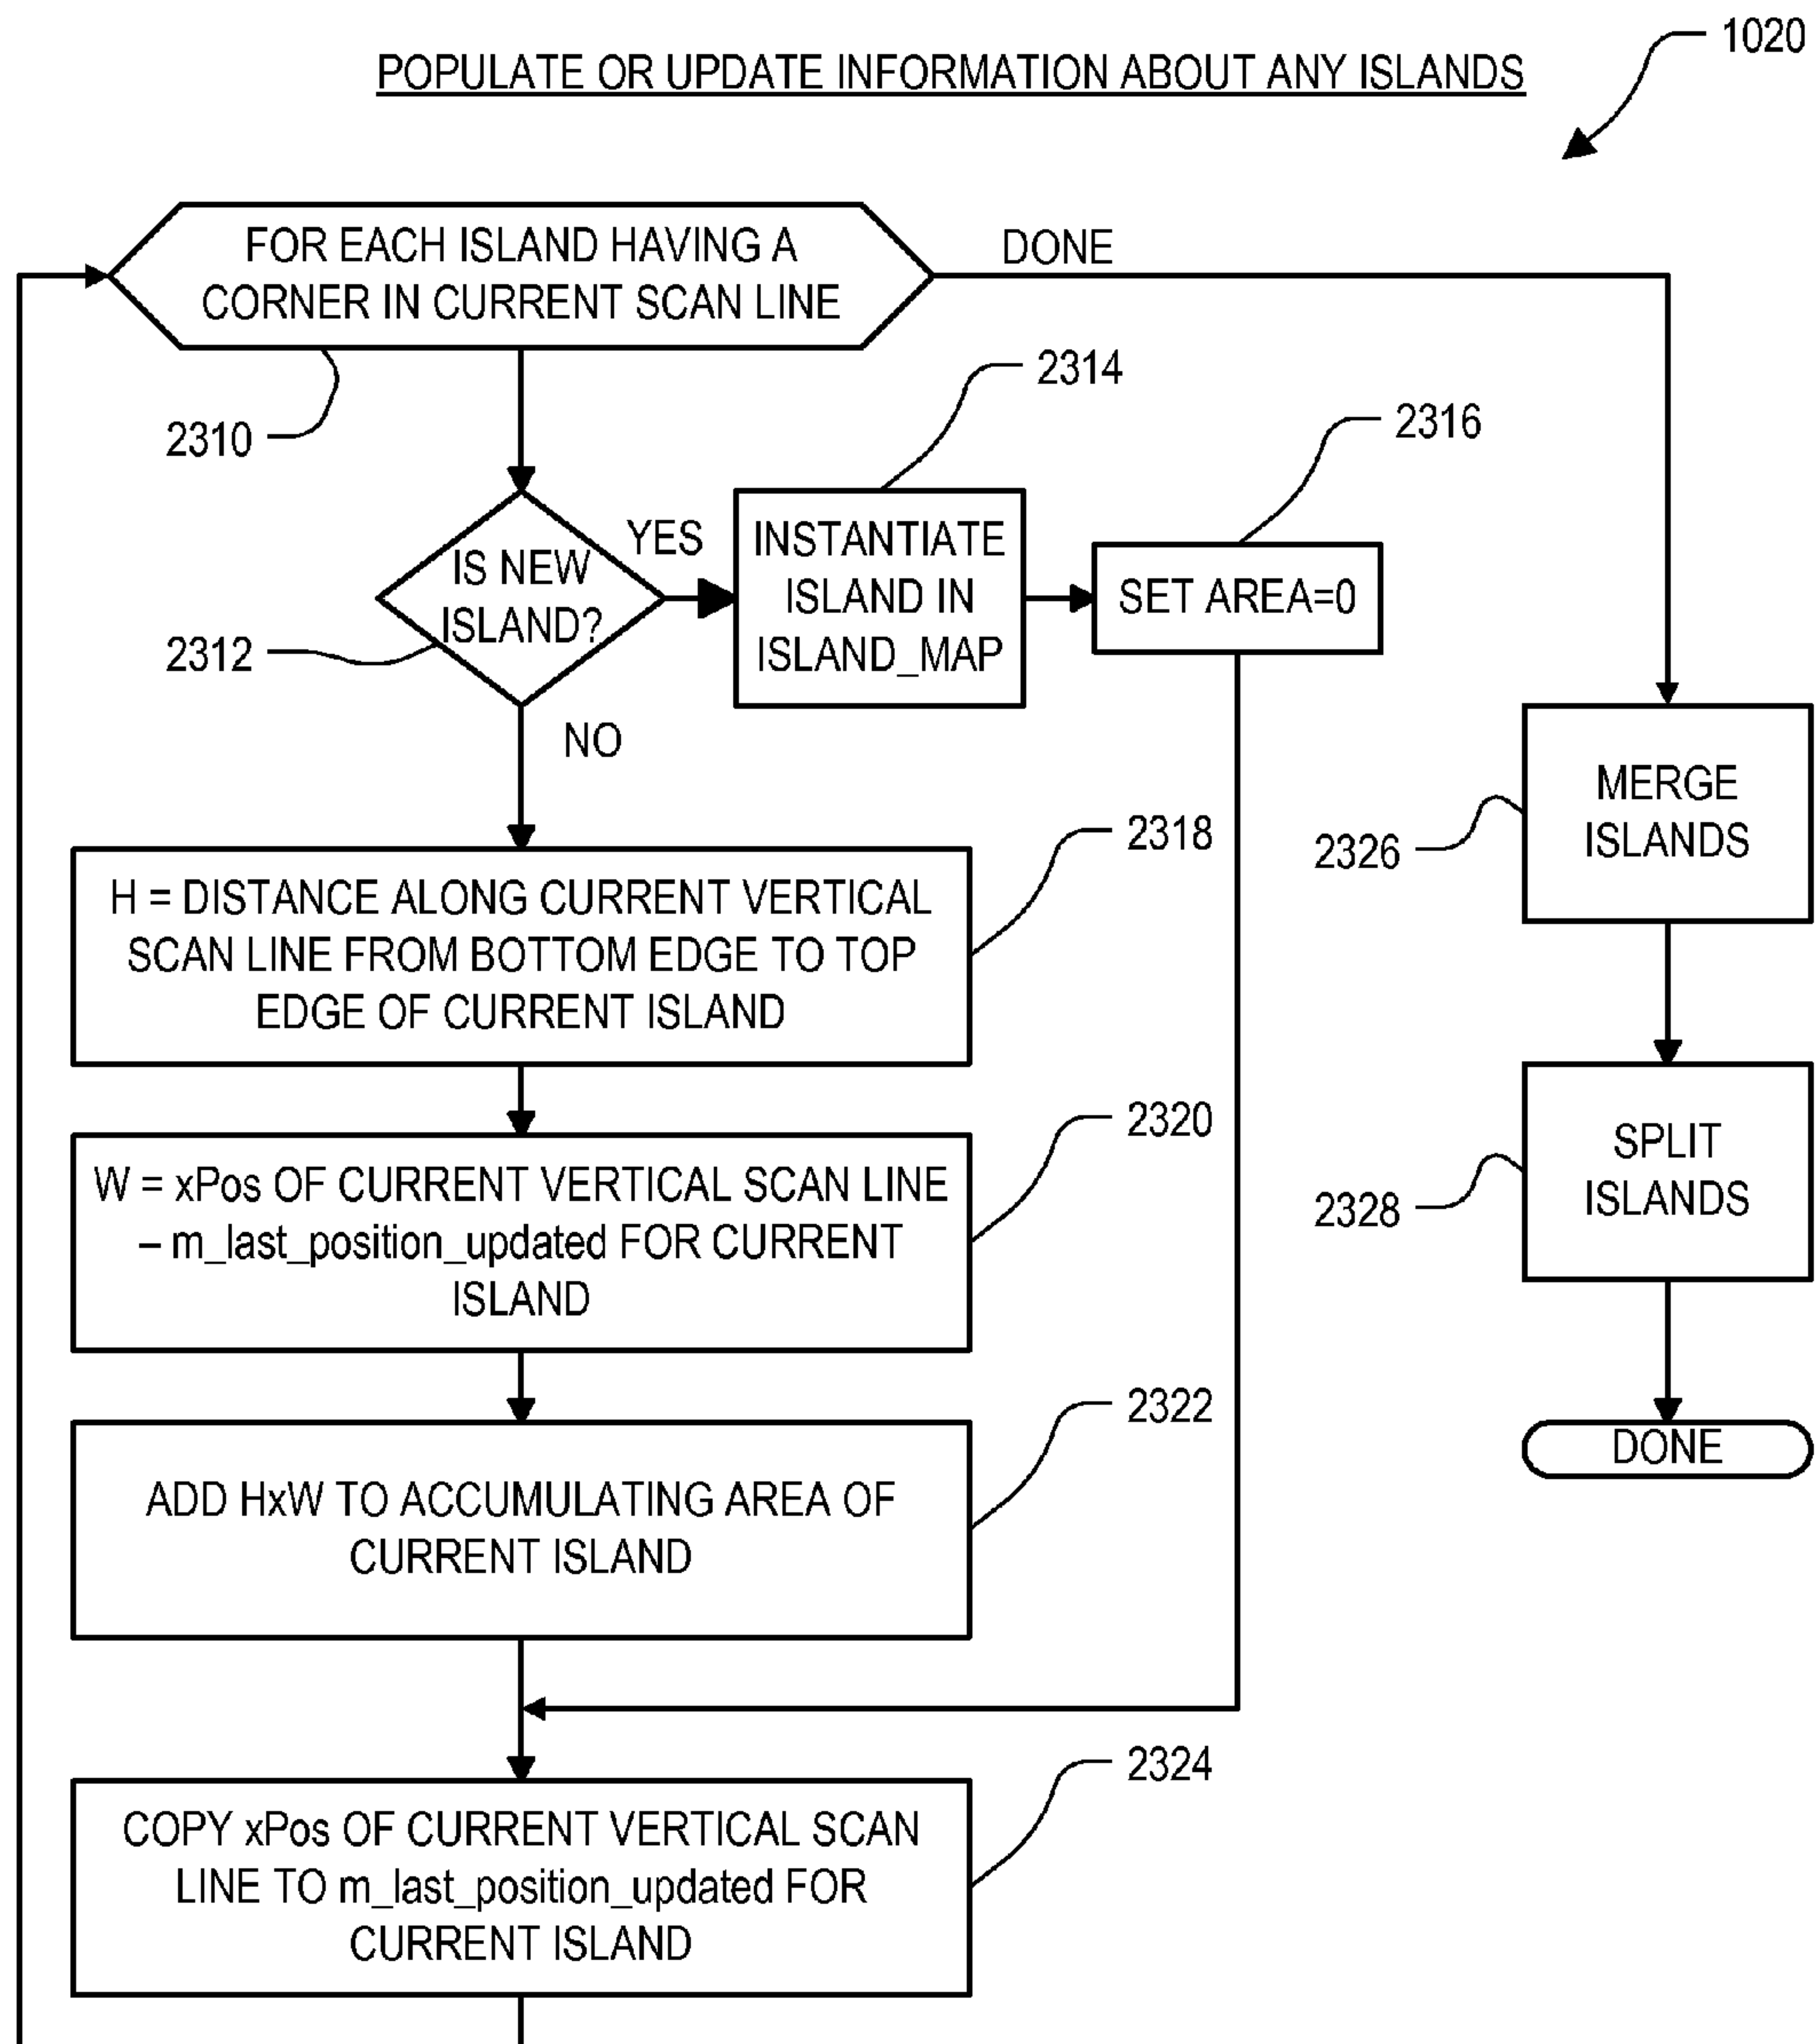 1020
POPULATE OR UPDATE INFORMATION ABOUT ANY ISLANDS
FOR EACH ISLAND HAVING A
CORNER IN CURRENT SCAN LINE
DONE
2310
2314
2316
IS NEW
ISLAND?
YES
2312
NO
INSTANTIATE
ISLAND IN
ISLAND_MAP
SET AREA=0
2318
H = DISTANCE ALONG CURRENT VERTICAL
SCAN LINE FROM BOTTOM EDGE TO TOP
EDGE OF CURRENT ISLAND
2320
W = xPos OF CURRENT VERTICAL SCAN LINE
– m_last_position_updated FOR CURRENT
ISLAND
2322
ADD HxW TO ACCUMULATING AREA OF
CURRENT ISLAND
2324
COPY xPos OF CURRENT VERTICAL SCAN
LINE TO m_last_position_updated FOR
CURRENT ISLAND
MERGE
ISLANDS
2326
SPLIT
ISLANDS
2328
DONE